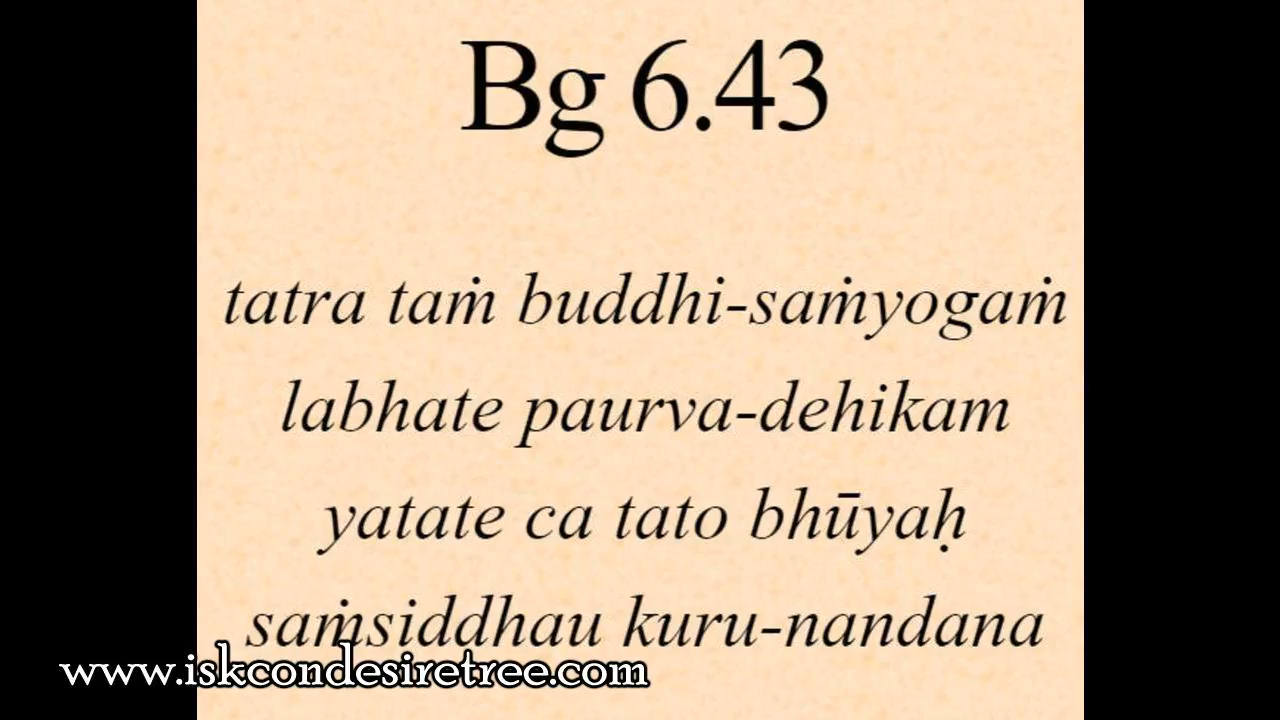 Bg 6.43
tatra taṁ buddhi-saṁyogaṁ
labhate paurva-dehikam
yatate ca tato bhūyaḥ
saṁsiddhau kuru-nandana
www.iskcondesiretree.com